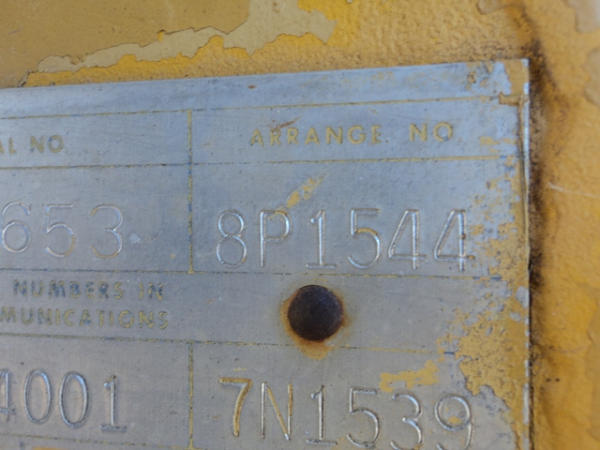 AL NO ARRANGE. NO
653 8P1544
NUMBERS IN
MUNICATIONS
4001 7N1539